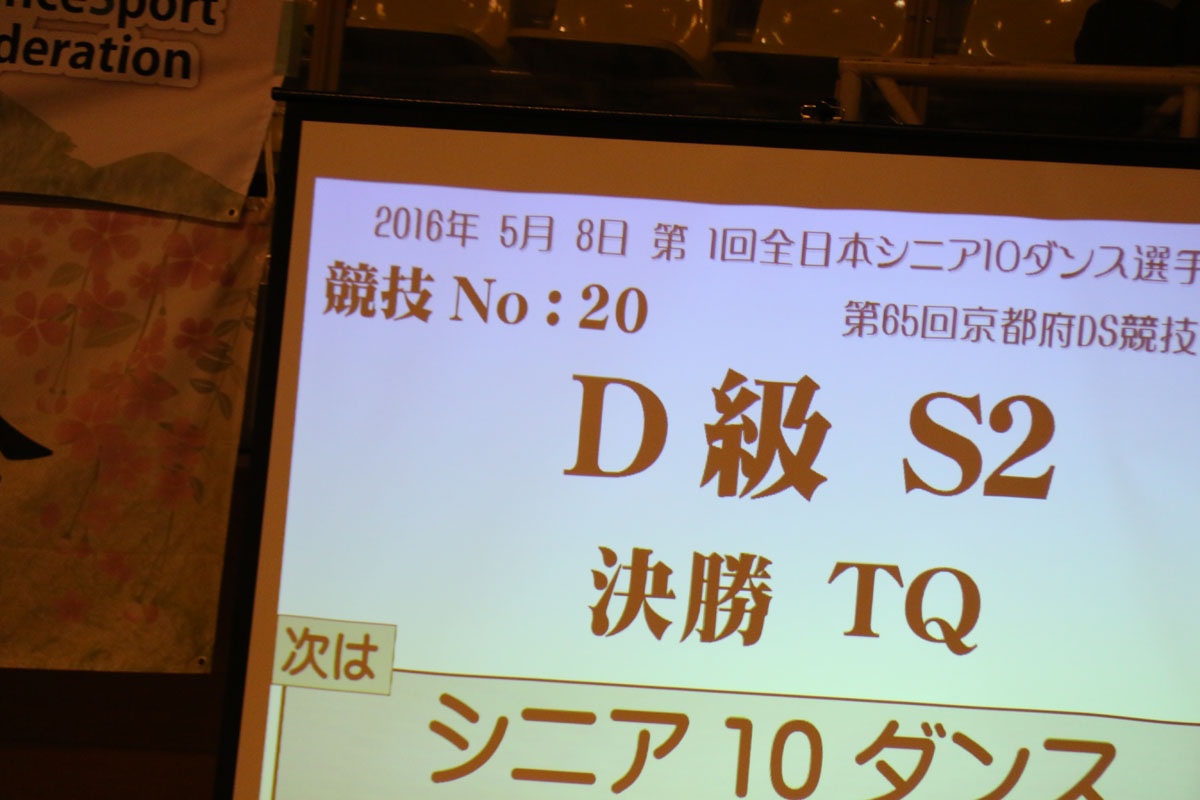 deration
2016年 5月 8日 第 1回全日本シニア10ダンス選手
競技 No：20
第65回京都府DS競技
D級 S2
決勝 TQ
次は
シニア 10 ダンス